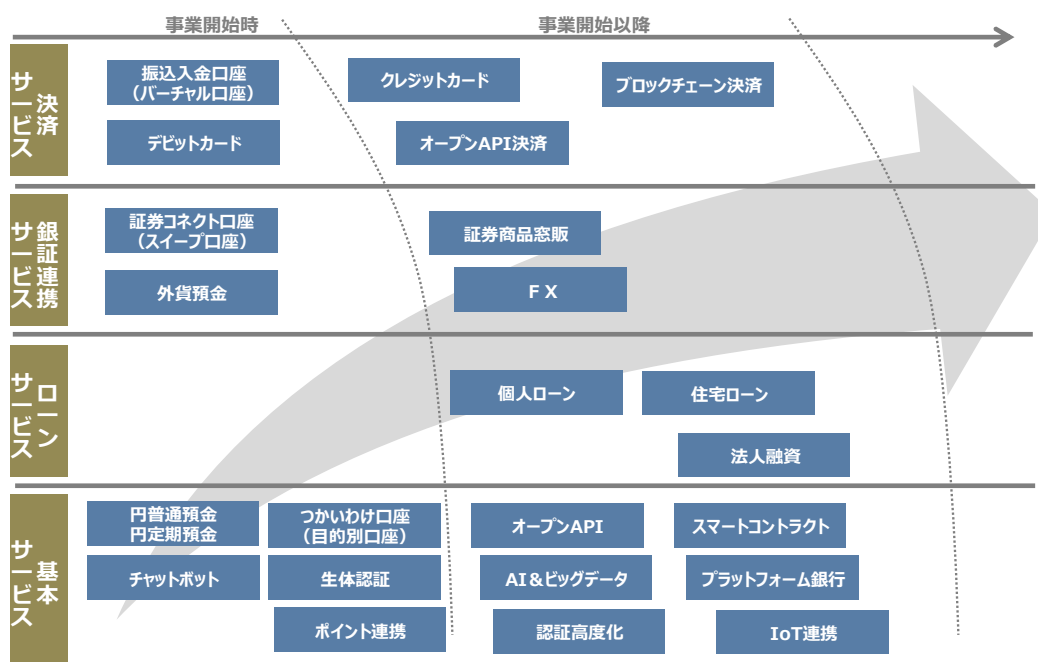 事業開始時
事業開始以降
決済
サービス
振込入金口座
（バーチャル口座）
クレジットカード
ブロックチェーン決済
デビットカード
オープンAPI決済
銀証連携
サービス
証券コネクト口座
（スイープ口座）
証券商品窓販
外貨預金
ＦＸ
ローン
サービス
個人ローン
住宅ローン
法人融資
基本
サービス
円普通預金
円定期預金
つかいわけ口座
（目的別口座）
オープンAPI
スマートコントラクト
チャットボット
生体認証
AI＆ビッグデータ
プラットフォーム銀行
ポイント連携
認証高度化
IoT連携